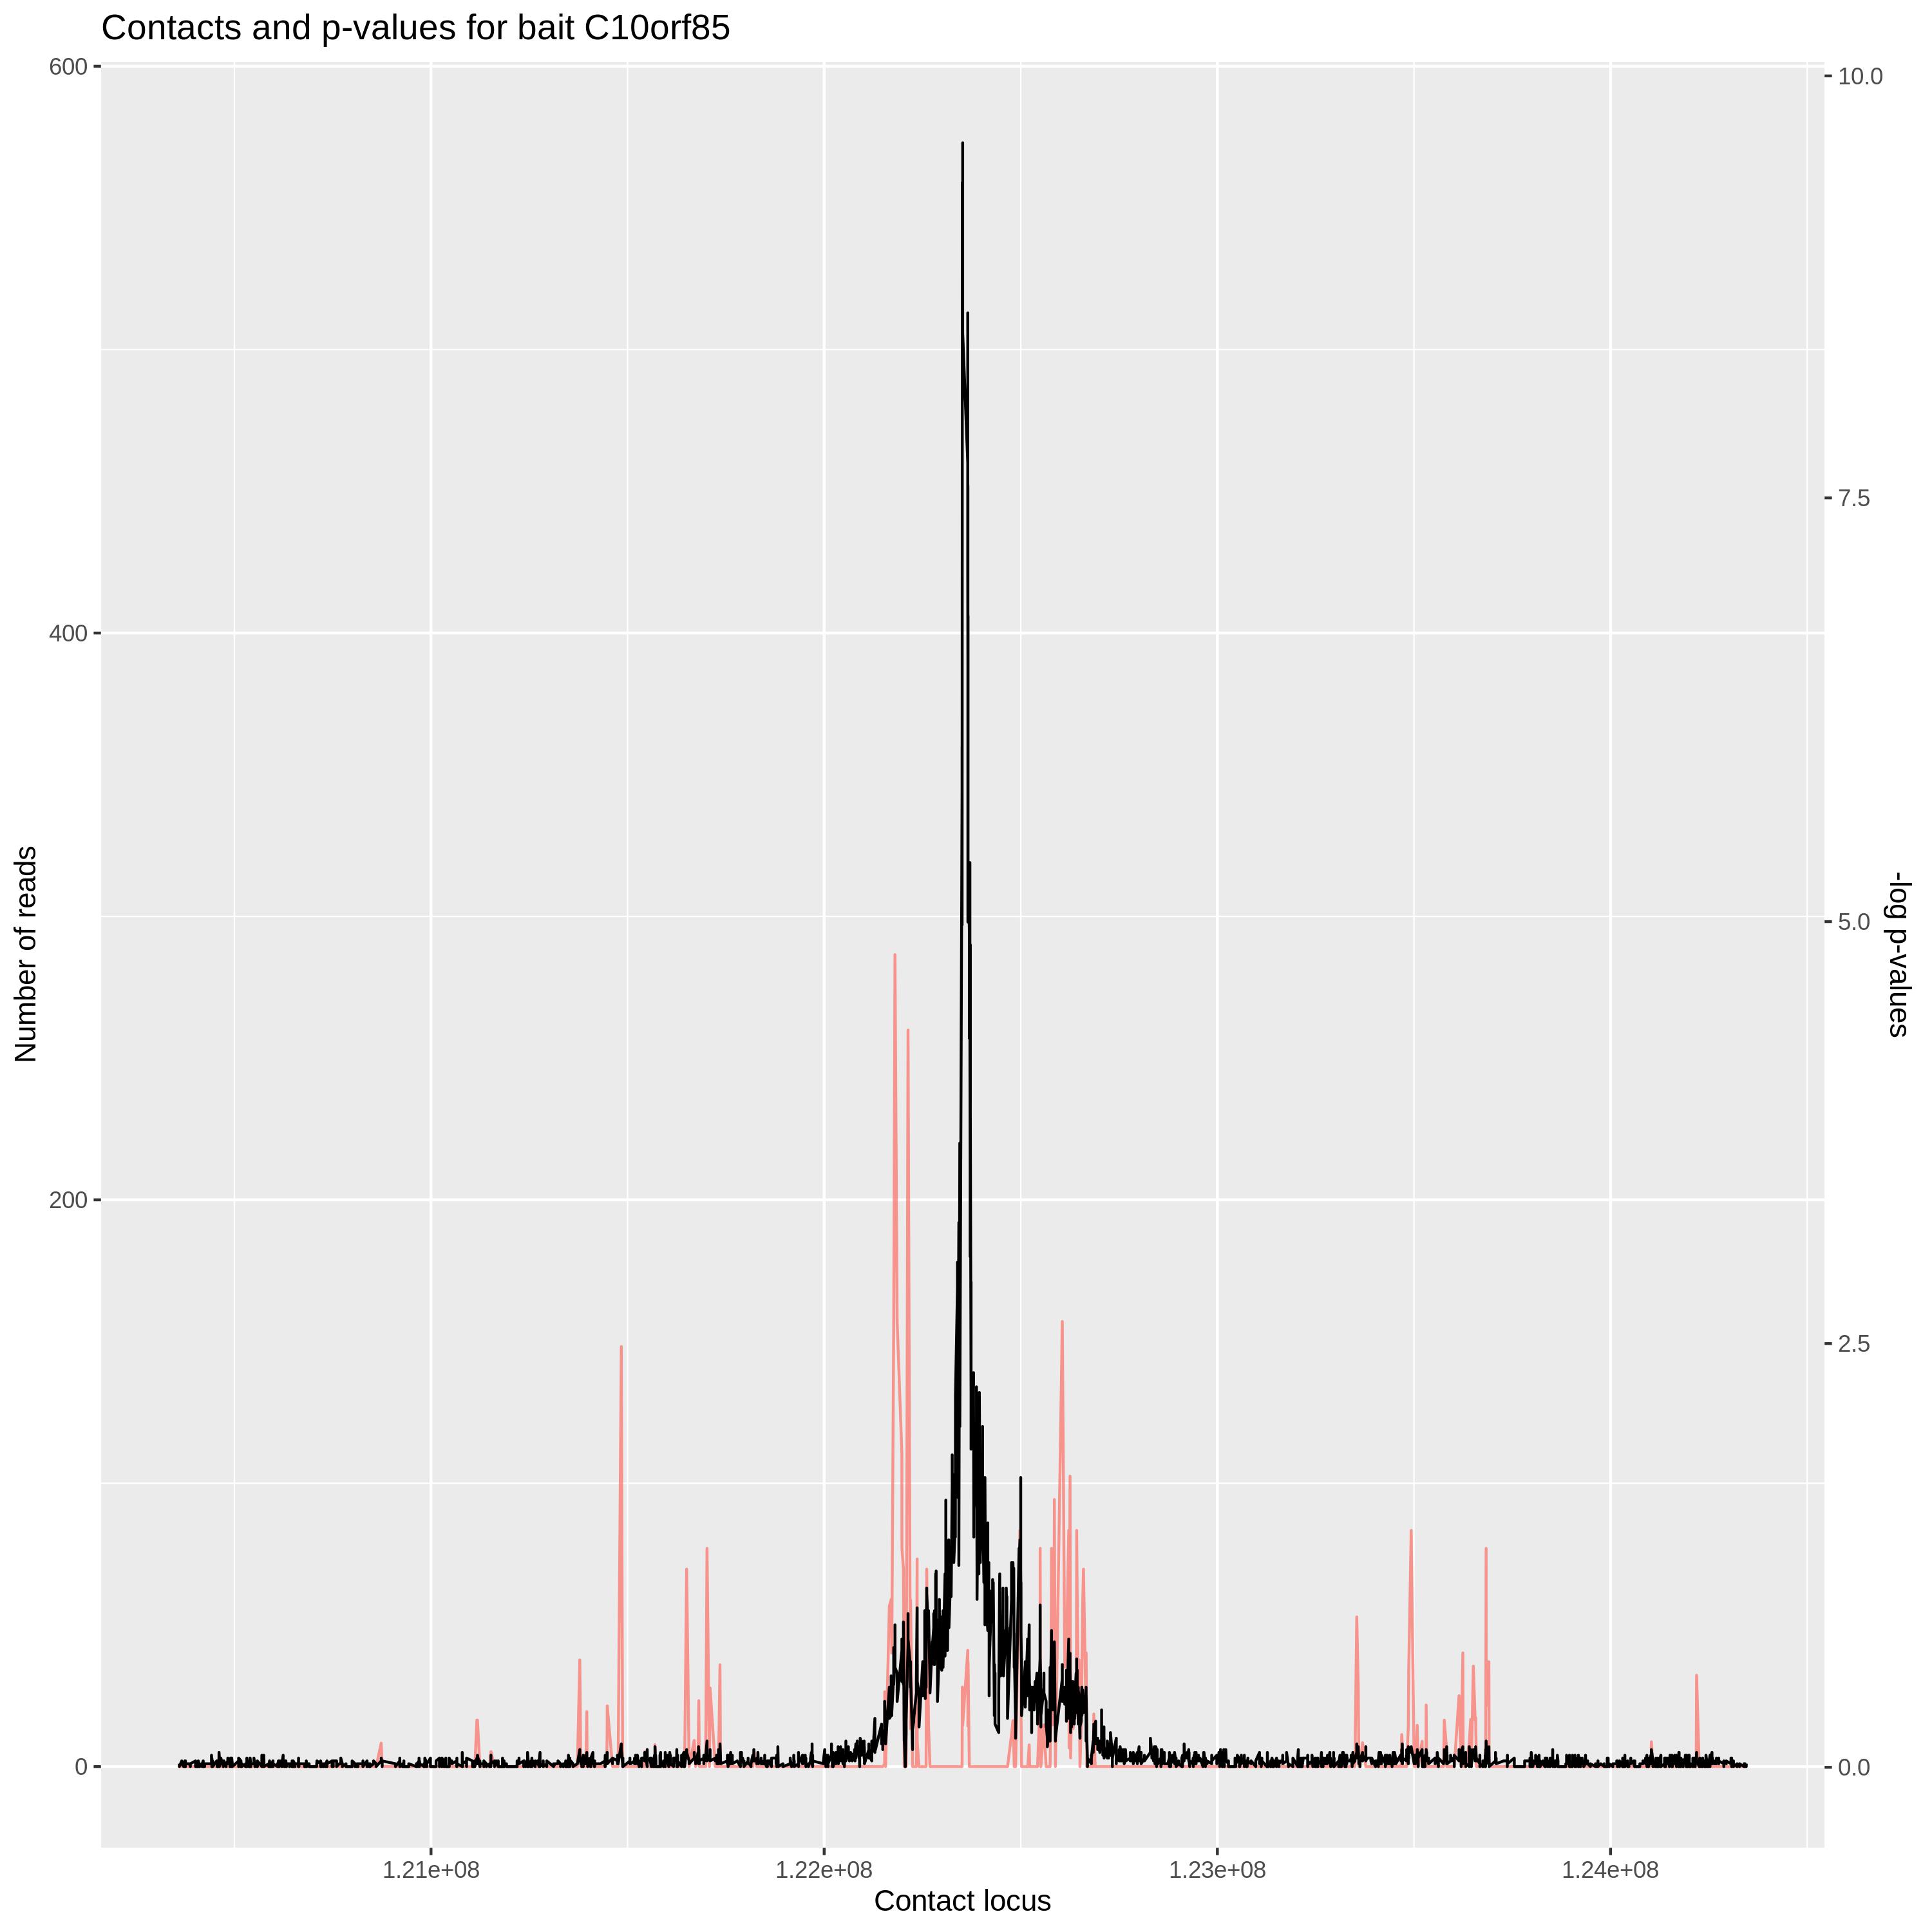 Contacts and p-values for bait C10orf85
600
400
200
0
Number of reads
10.0
7.5
5.0
2.5
0.0
-log p-values
1.21e+08
1.22e+08
1.23e+08
1.24e+08
Contact locus